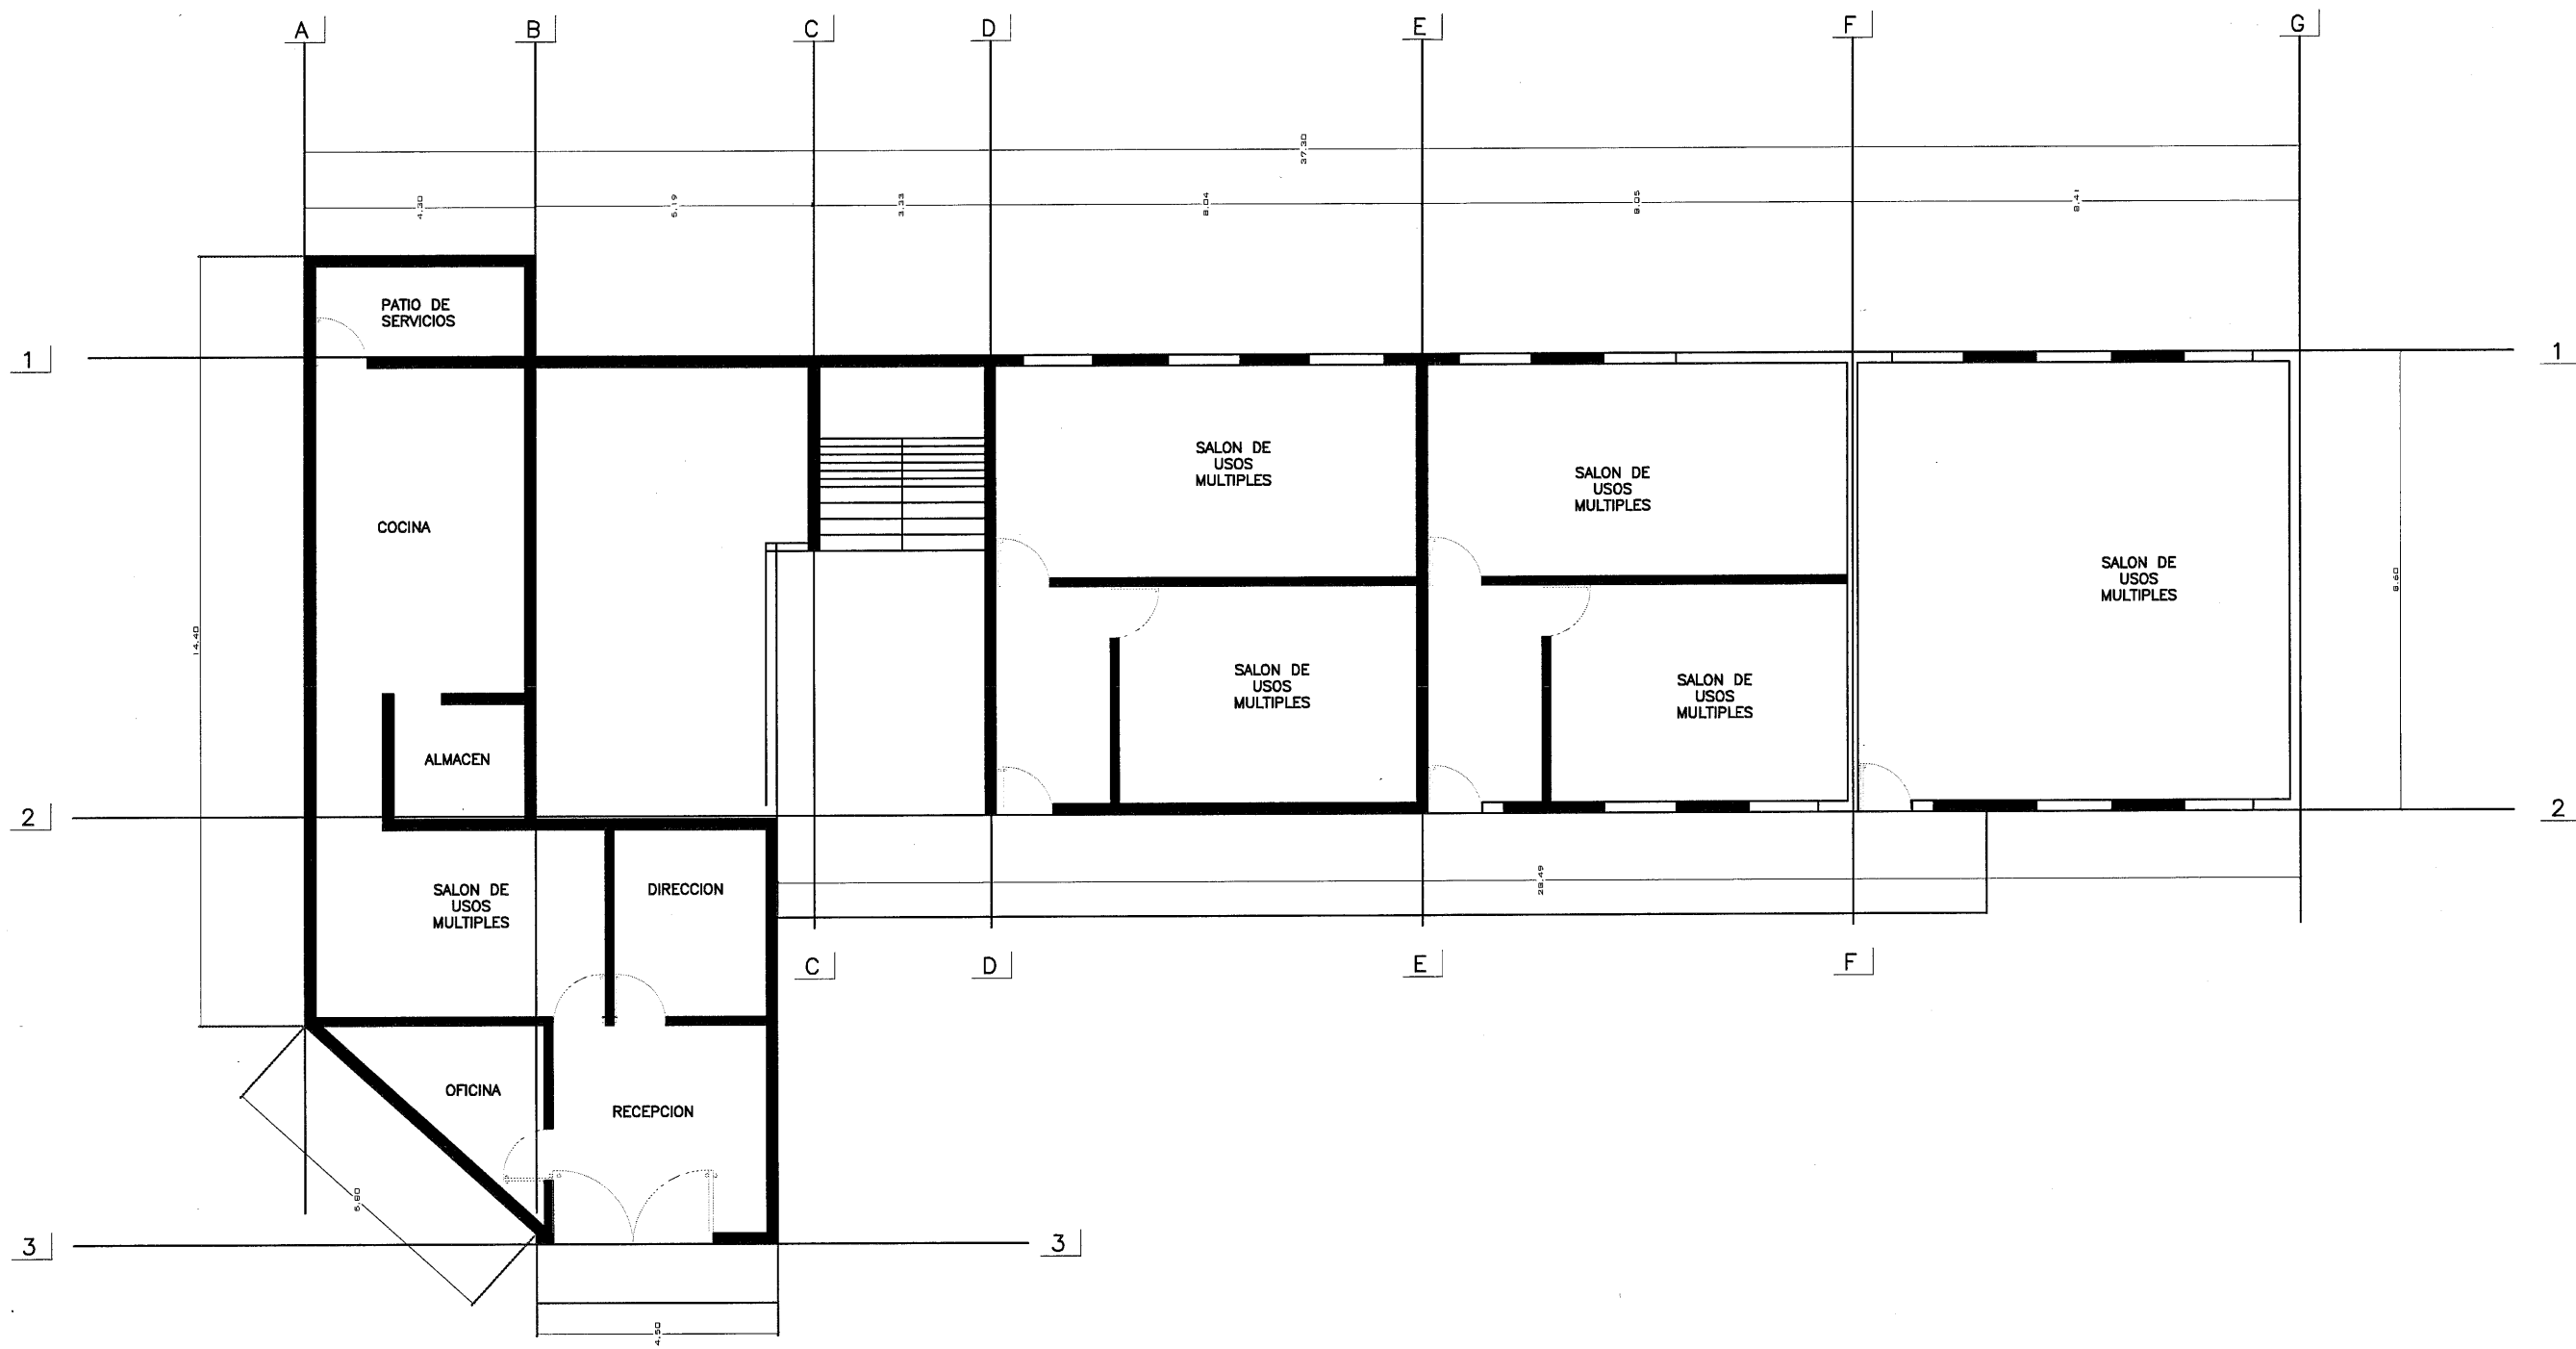 A
B
C
D
E
F
G
37.30
4.30
5.19
3.33
8.04
8.05
8.41
PATIO DE
SERVICIOS
1
1
SALON DE
USOS
MULTIPLES
SALON DE
USOS
MULTIPLES
COCINA
SALON DE
USOS
MULTIPLES
8.60
14.40
SALON DE
USOS
MULTIPLES
SALON DE
USOS
MULTIPLES
ALMACEN
2
2
SALON DE
USOS
MULTIPLES
DIRECCION
28.49
C
D
E
F
OFICINA
RECEPCION
5.80
3
3
4.50